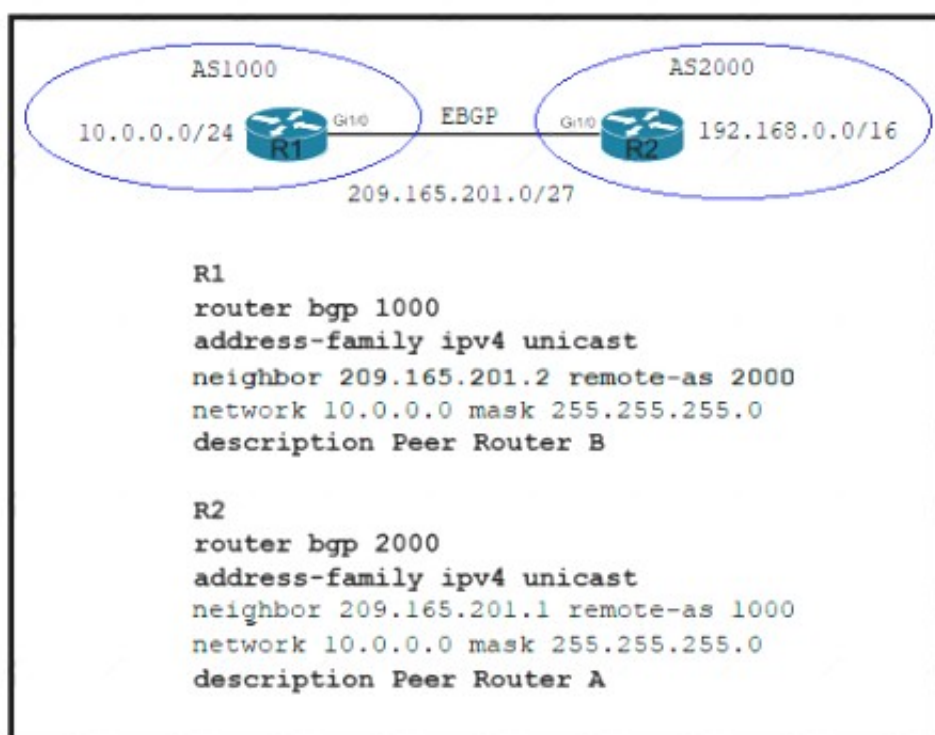 AS1000 AS2000
10.0.0.0/24 R1 Gi1/0 EBGP Gi1/0 R2 192.168.0.0/16
209.165.201.0/27
R1
router bgp 1000
address-family ipv4 unicast
neighbor 209.165.201.2 remote-as 2000
network 10.0.0.0 mask 255.255.255.0
description Peer Router B
R2
router bgp 2000
address-family ipv4 unicast
neighbor 209.165.201.1 remote-as 1000
network 10.0.0.0 mask 255.255.255.0
description Peer Router A